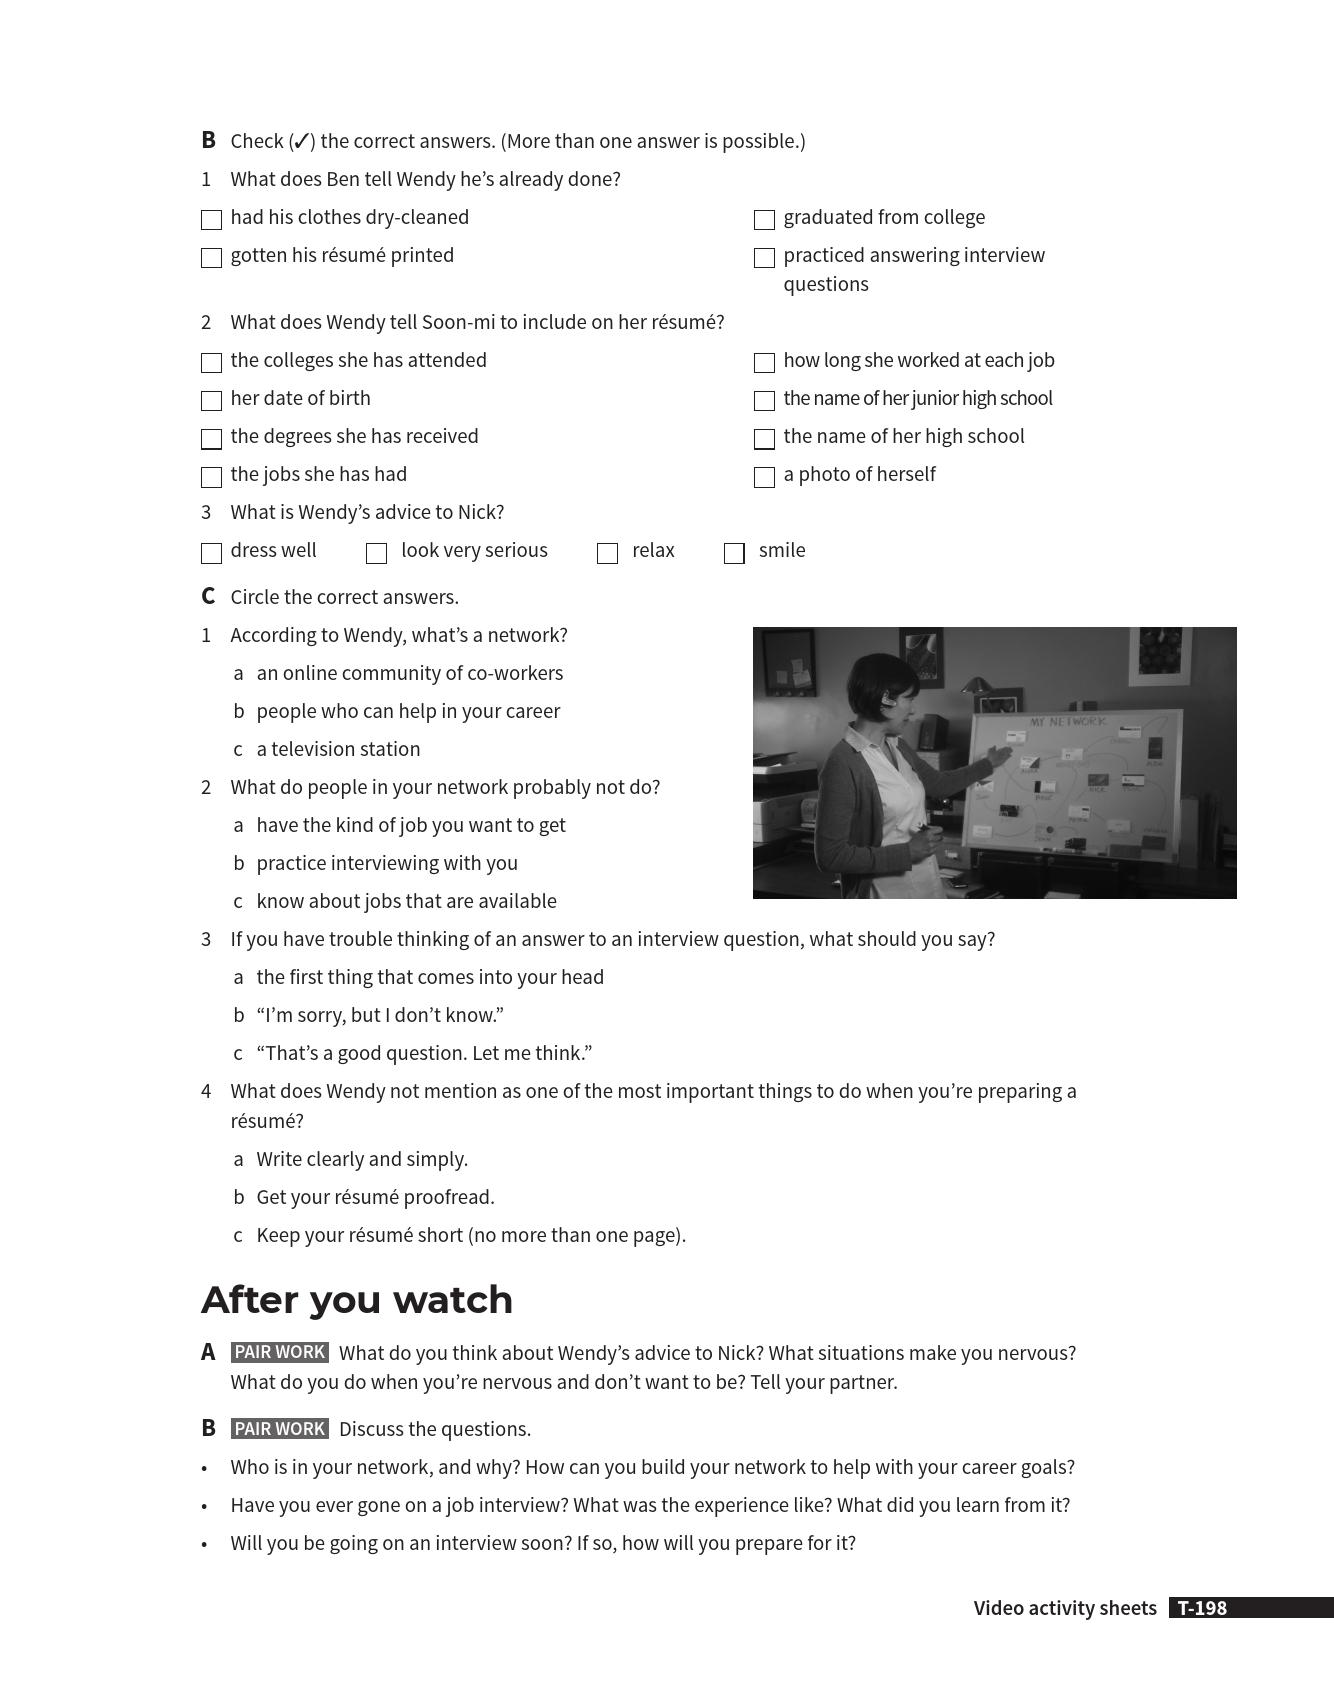 B Check (✓) the correct answers. (More than one answer is possible.)
1 What does Ben tell Wendy he’s already done?
had his clothes dry-cleaned
graduated from college
gotten his résumé printed
practiced answering interview
questions
2 What does Wendy tell Soon-mi to include on her résumé?
the colleges she has attended
how long she worked at each job
her date of birth
the name of her junior high school
the degrees she has received
the name of her high school
the jobs she has had
a photo of herself
3 What is Wendy’s advice to Nick?
dress well look very serious relax smile
C Circle the correct answers.
1 According to Wendy, what’s a network?
a an online community of co-workers
b people who can help in your career
c a television station
MY NETWORK
2 What do people in your network probably not do?
a have the kind of job you want to get
b practice interviewing with you
c know about jobs that are available
3 If you have trouble thinking of an answer to an interview question, what should you say?
a the first thing that comes into your head
b “I’m sorry, but I don’t know.”
c “That’s a good question. Let me think.”
4 What does Wendy not mention as one of the most important things to do when you’re preparing a
résumé?
a Write clearly and simply.
b Get your résumé proofread.
c Keep your résumé short (no more than one page).
After you watch
A PAIR WORK What do you think about Wendy’s advice to Nick? What situations make you nervous?
What do you do when you’re nervous and don’t want to be? Tell your partner.
B PAIR WORK Discuss the questions.
• Who is in your network, and why? How can you build your network to help with your career goals?
• Have you ever gone on a job interview? What was the experience like? What did you learn from it?
• Will you be going on an interview soon? If so, how will you prepare for it?
Video activity sheets T-198